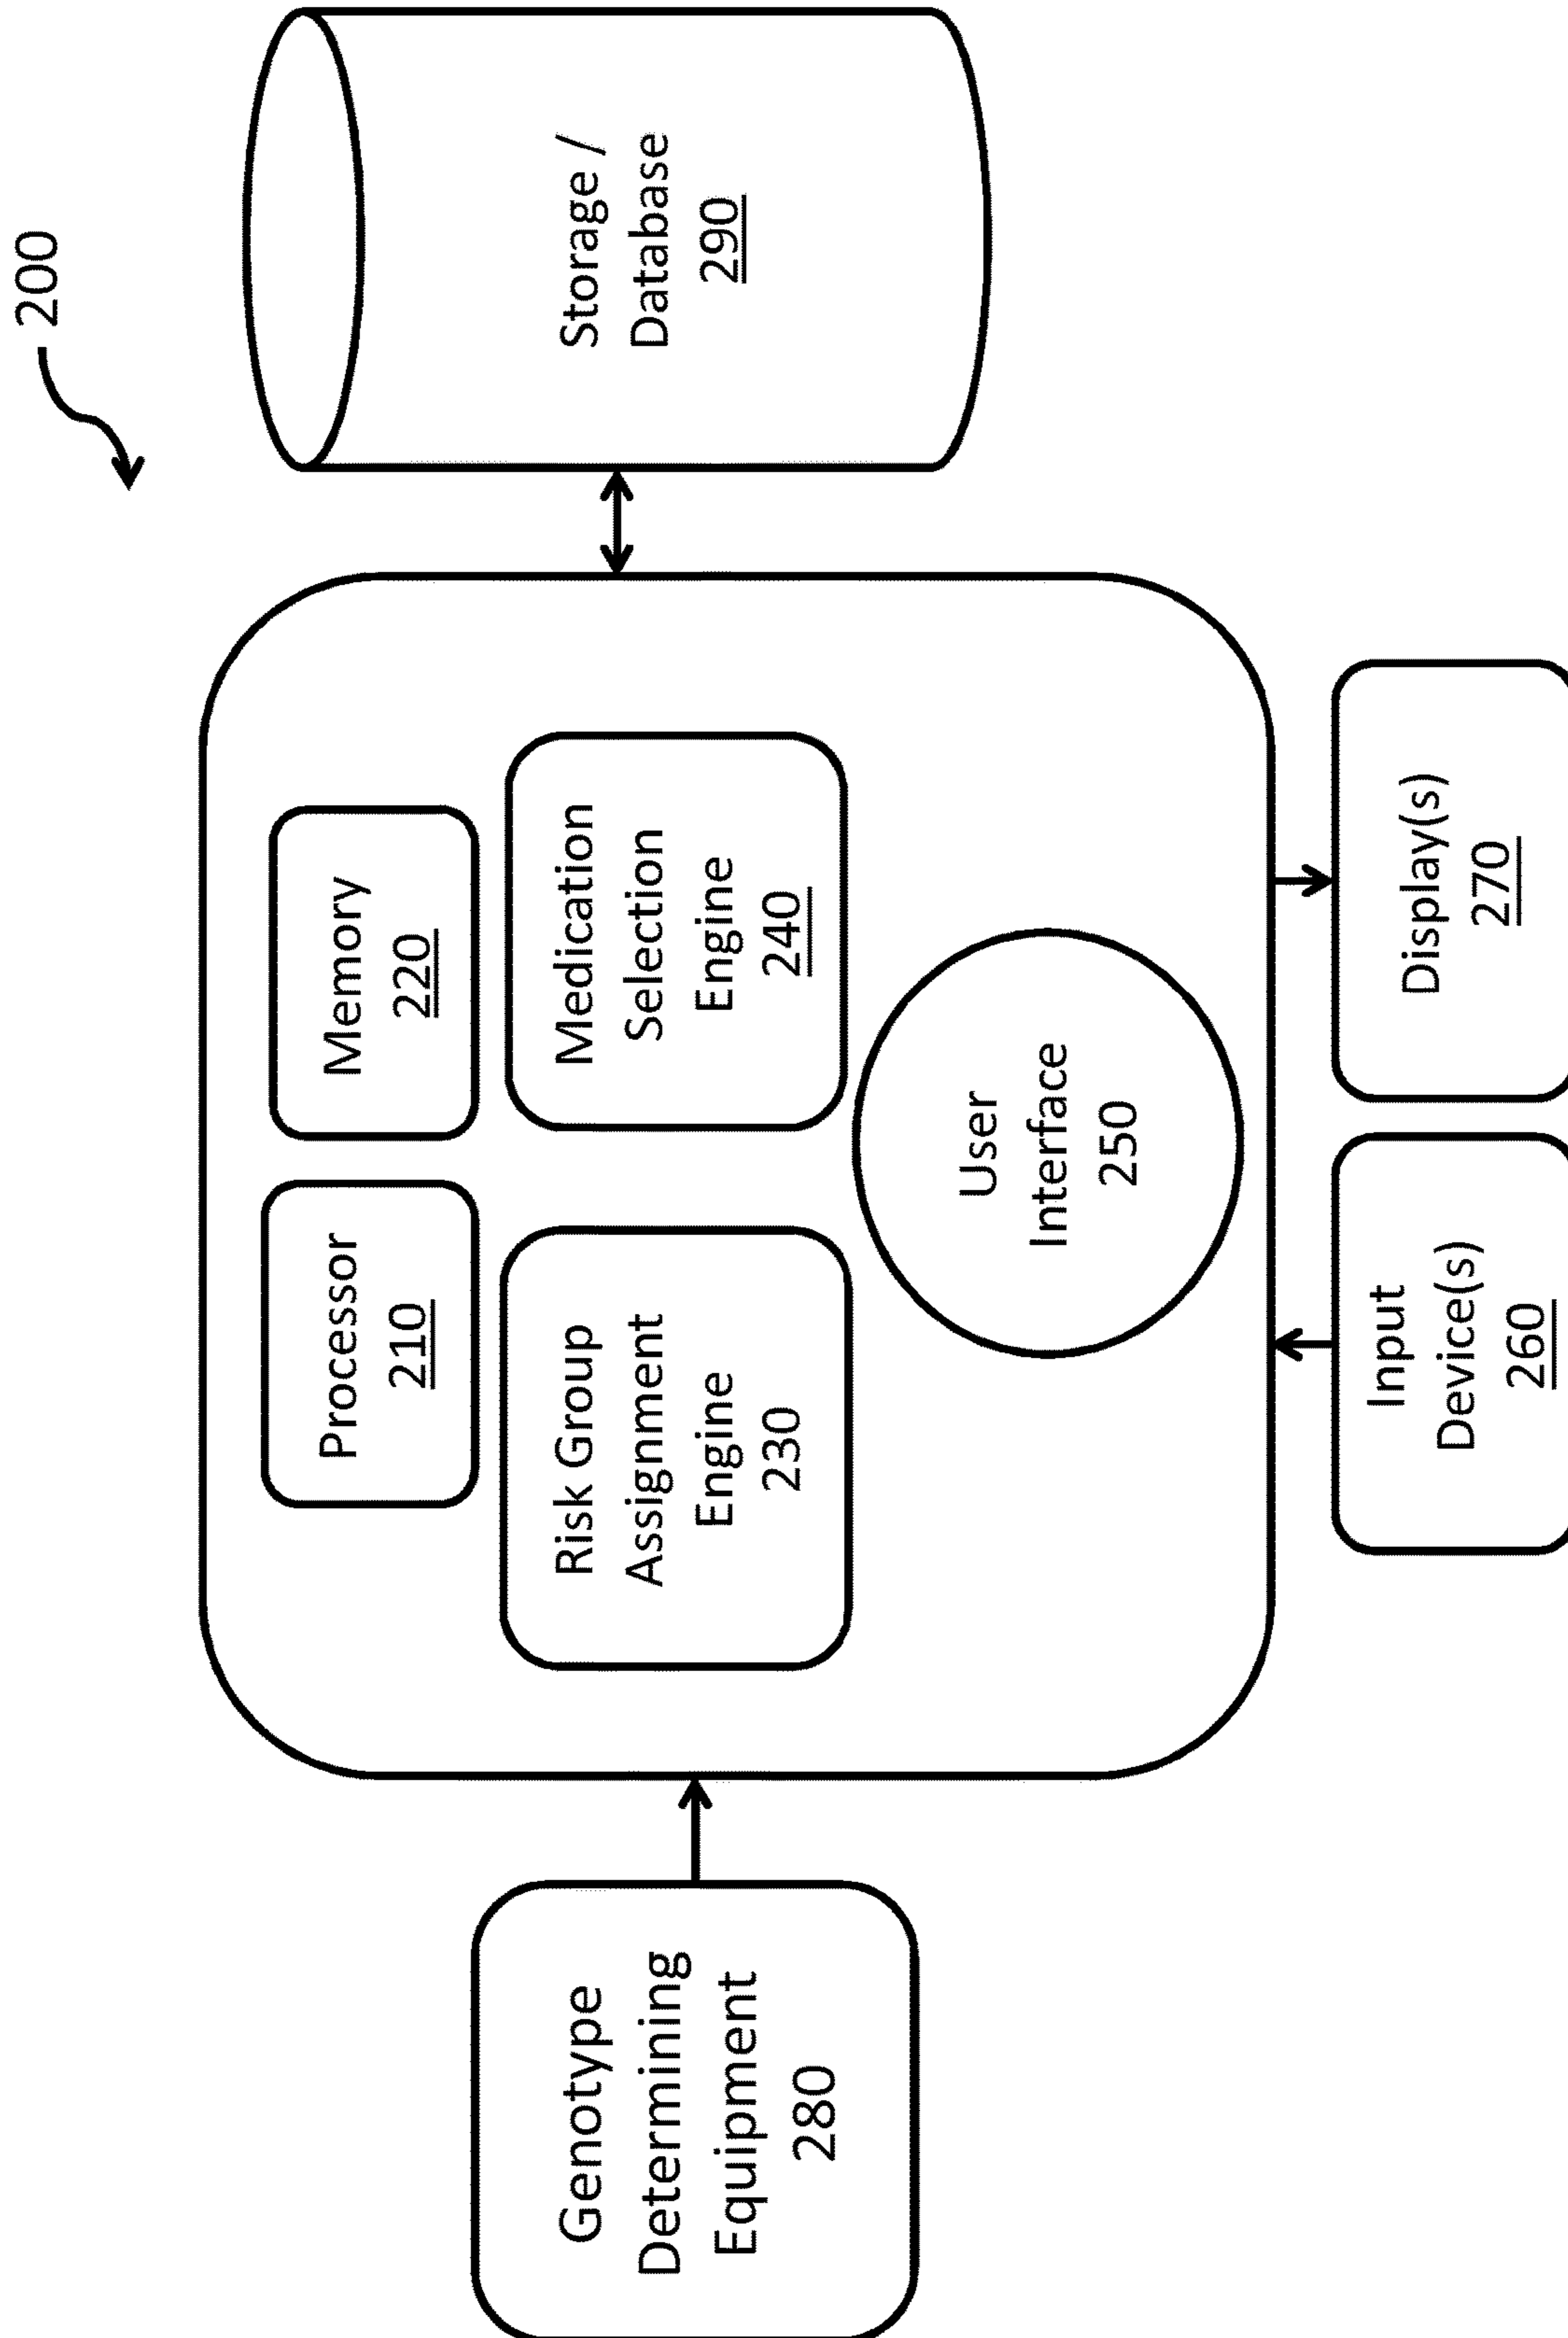 200
Genotype
Determining
Equipment
280
Processor
210
Memory
220
Risk Group
Assignment
Engine
230
Medication
Selection
Engine
240
User
Interface
250
Storage /
Database
290
Input
Device(s)
260
Display(s)
270